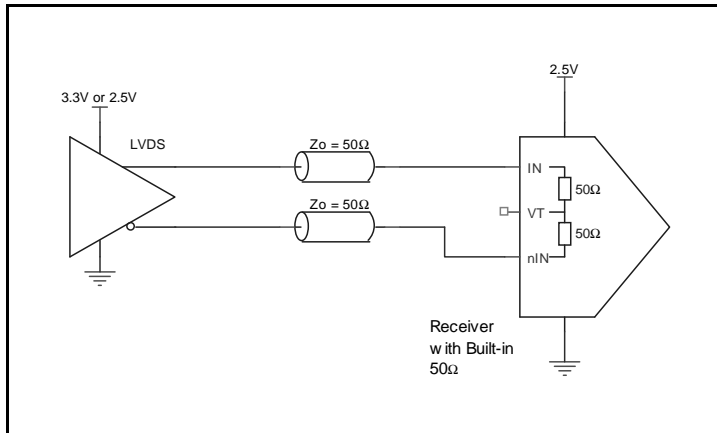 2.5V
3.3V or 2.5V
LVDS
Zo = 50Ω
IN
50Ω
Zo = 50Ω
VT
50Ω
nIN
Receiver
with Built-in
50Ω